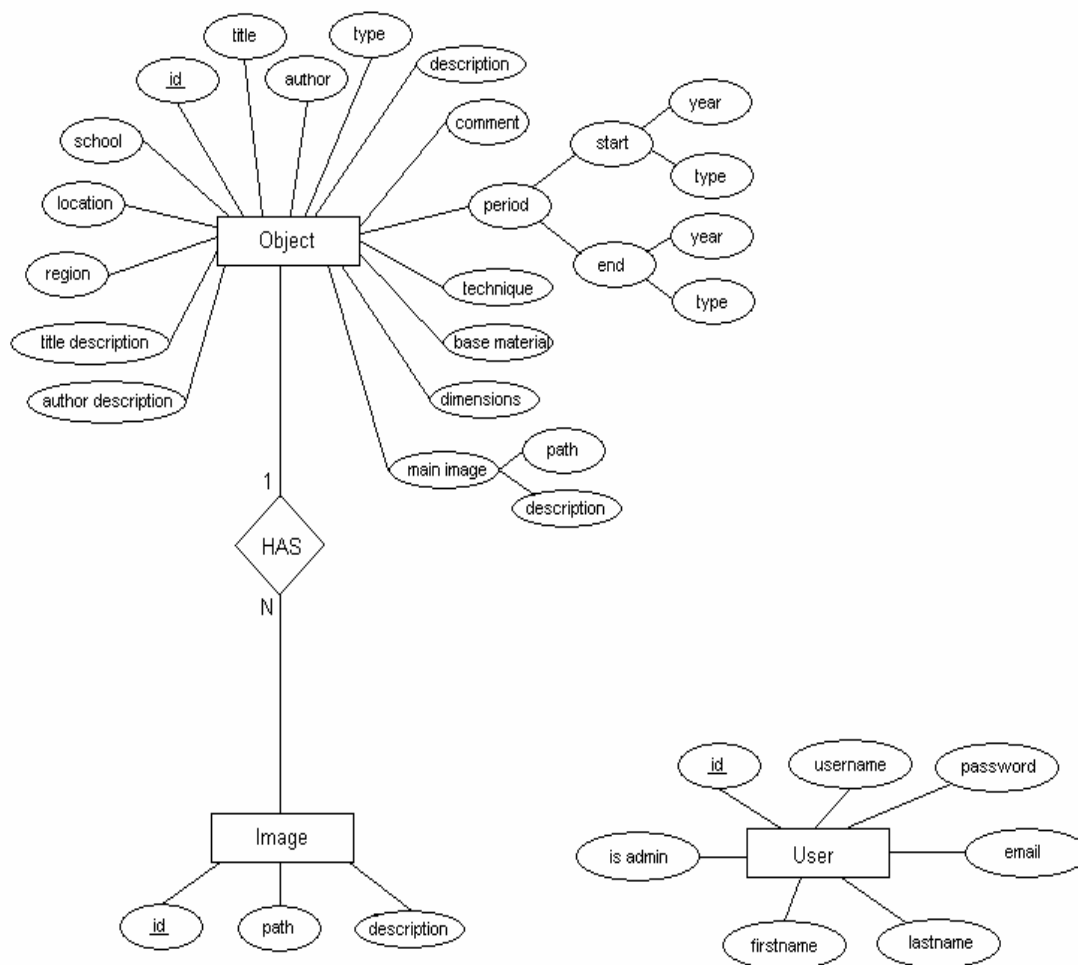 title
type
id
author
description
school
comment
year
start
location
type
period
Object
year
region
end
technique
type
title description
base material
author description
dimensions
path
main image
description
1
HAS
N
id
username
password
Image
is admin
User
email
id
path
description
firstname
lastname